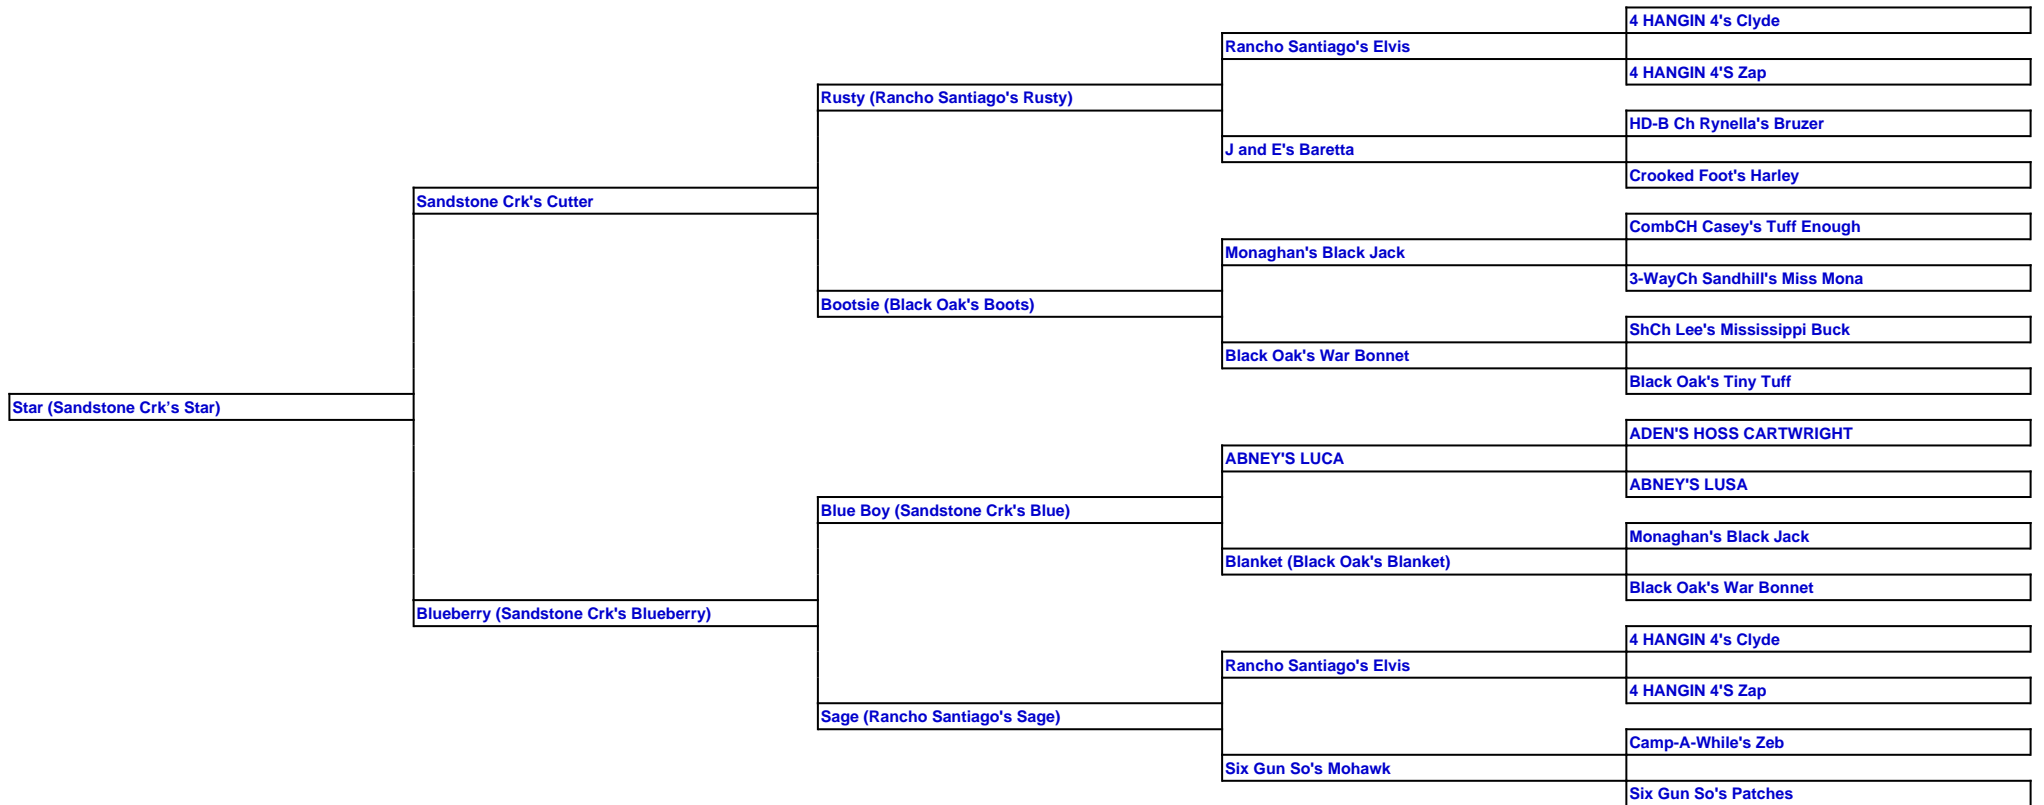 4 HANGIN 4's Clyde
Rancho Santiago's Elvis
4 HANGIN 4'S Zap
Rusty (Rancho Santiago's Rusty)
HD-B Ch Rynella's Bruzer
J and E's Baretta
Crooked Foot's Harley
Sandstone Crk's Cutter
CombCH Casey's Tuff Enough
Monaghan's Black Jack
3-WayCh Sandhill's Miss Mona
Bootsie (Black Oak's Boots)
ShCh Lee's Mississippi Buck
Black Oak's War Bonnet
Black Oak's Tiny Tuff
Star (Sandstone Crk’s Star)
ADEN'S HOSS CARTWRIGHT
ABNEY'S LUCA
ABNEY'S LUSA
Blue Boy (Sandstone Crk's Blue)
Monaghan's Black Jack
Blanket (Black Oak's Blanket)
Black Oak's War Bonnet
Blueberry (Sandstone Crk's Blueberry)
4 HANGIN 4's Clyde
Rancho Santiago's Elvis
4 HANGIN 4'S Zap
Sage (Rancho Santiago's Sage)
Camp-A-While's Zeb
Six Gun So's Mohawk
Six Gun So's Patches